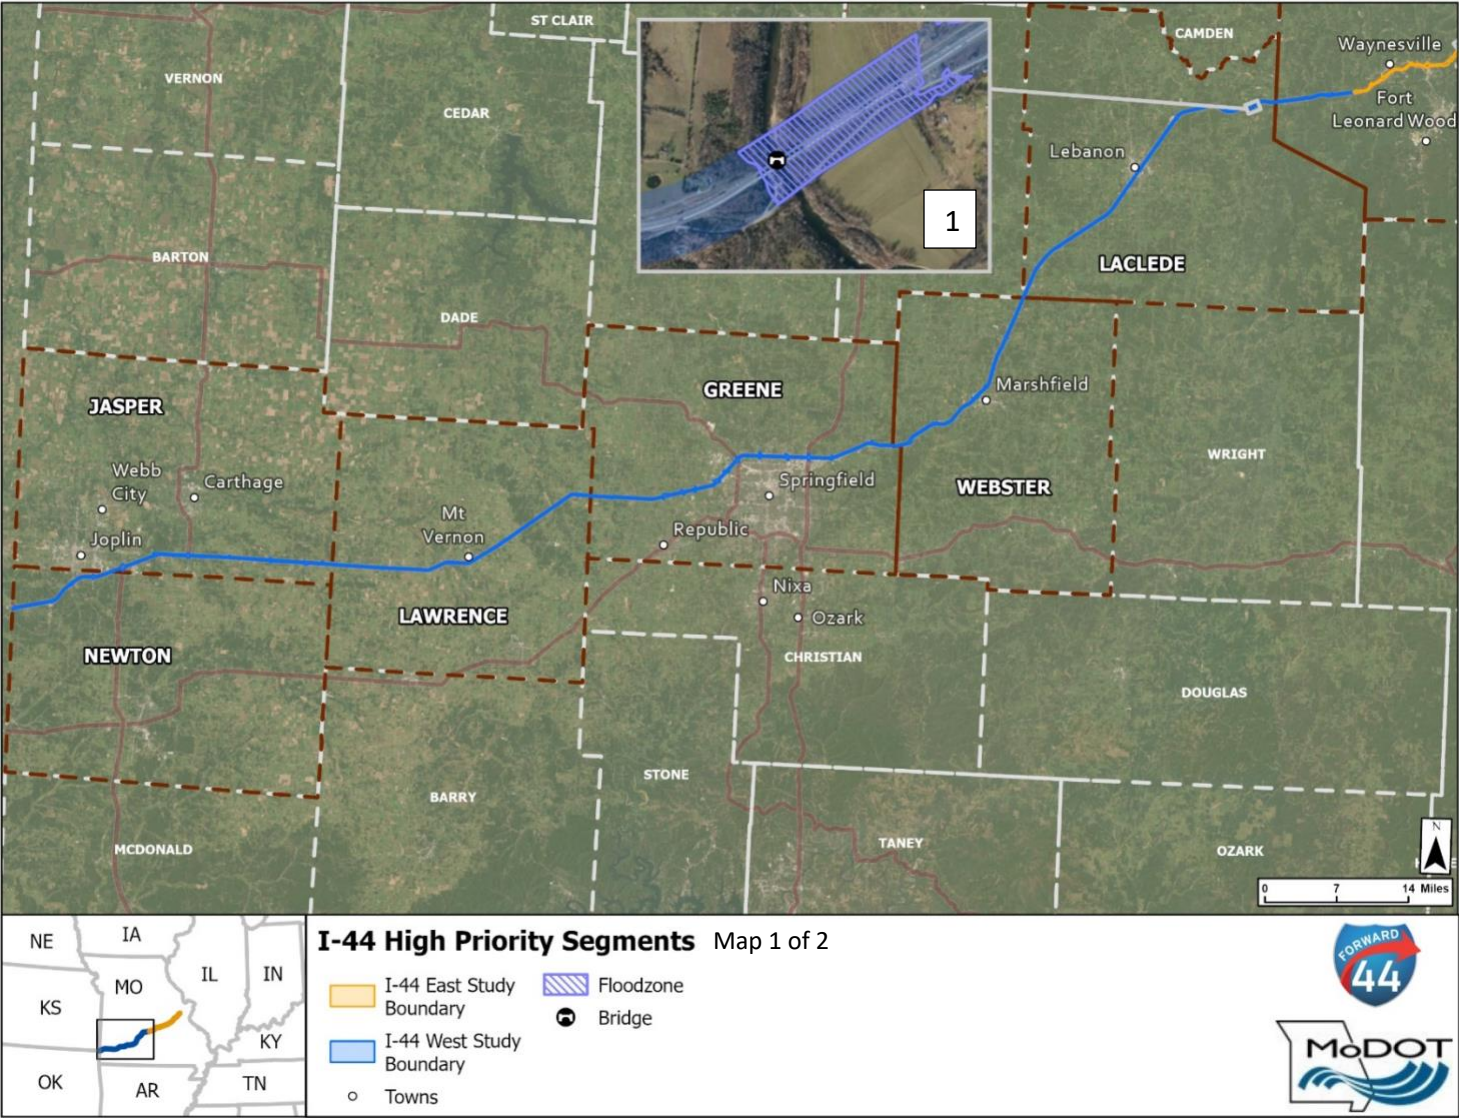 ST CLAIR
CAMDEN
Waynesville
VERNON
CEDAR
Fort
Leonard Wood
Lebanon
1
BARTON
LACLEDE
DADE
GREENE
Marshfield
JASPER
WRIGHT
Webb
City
Carthage
Springfield
WEBSTER
Mt
Vernon
Republic
Joplin
Nixa
Ozark
LAWRENCE
NEWTON
CHRISTIAN
DOUGLAS
STONE
BARRY
MCDONALD
TANEY
OZARK
N
0 7 14 Miles
NE
IA
IL
IN
MO
KS
KY
OK
AR
TN
I-44 High Priority Segments Map 1 of 2
I-44 East Study
Boundary
Floodzone
Bridge
I-44 West Study
Boundary
Towns
FORWARD
44
MoDOT